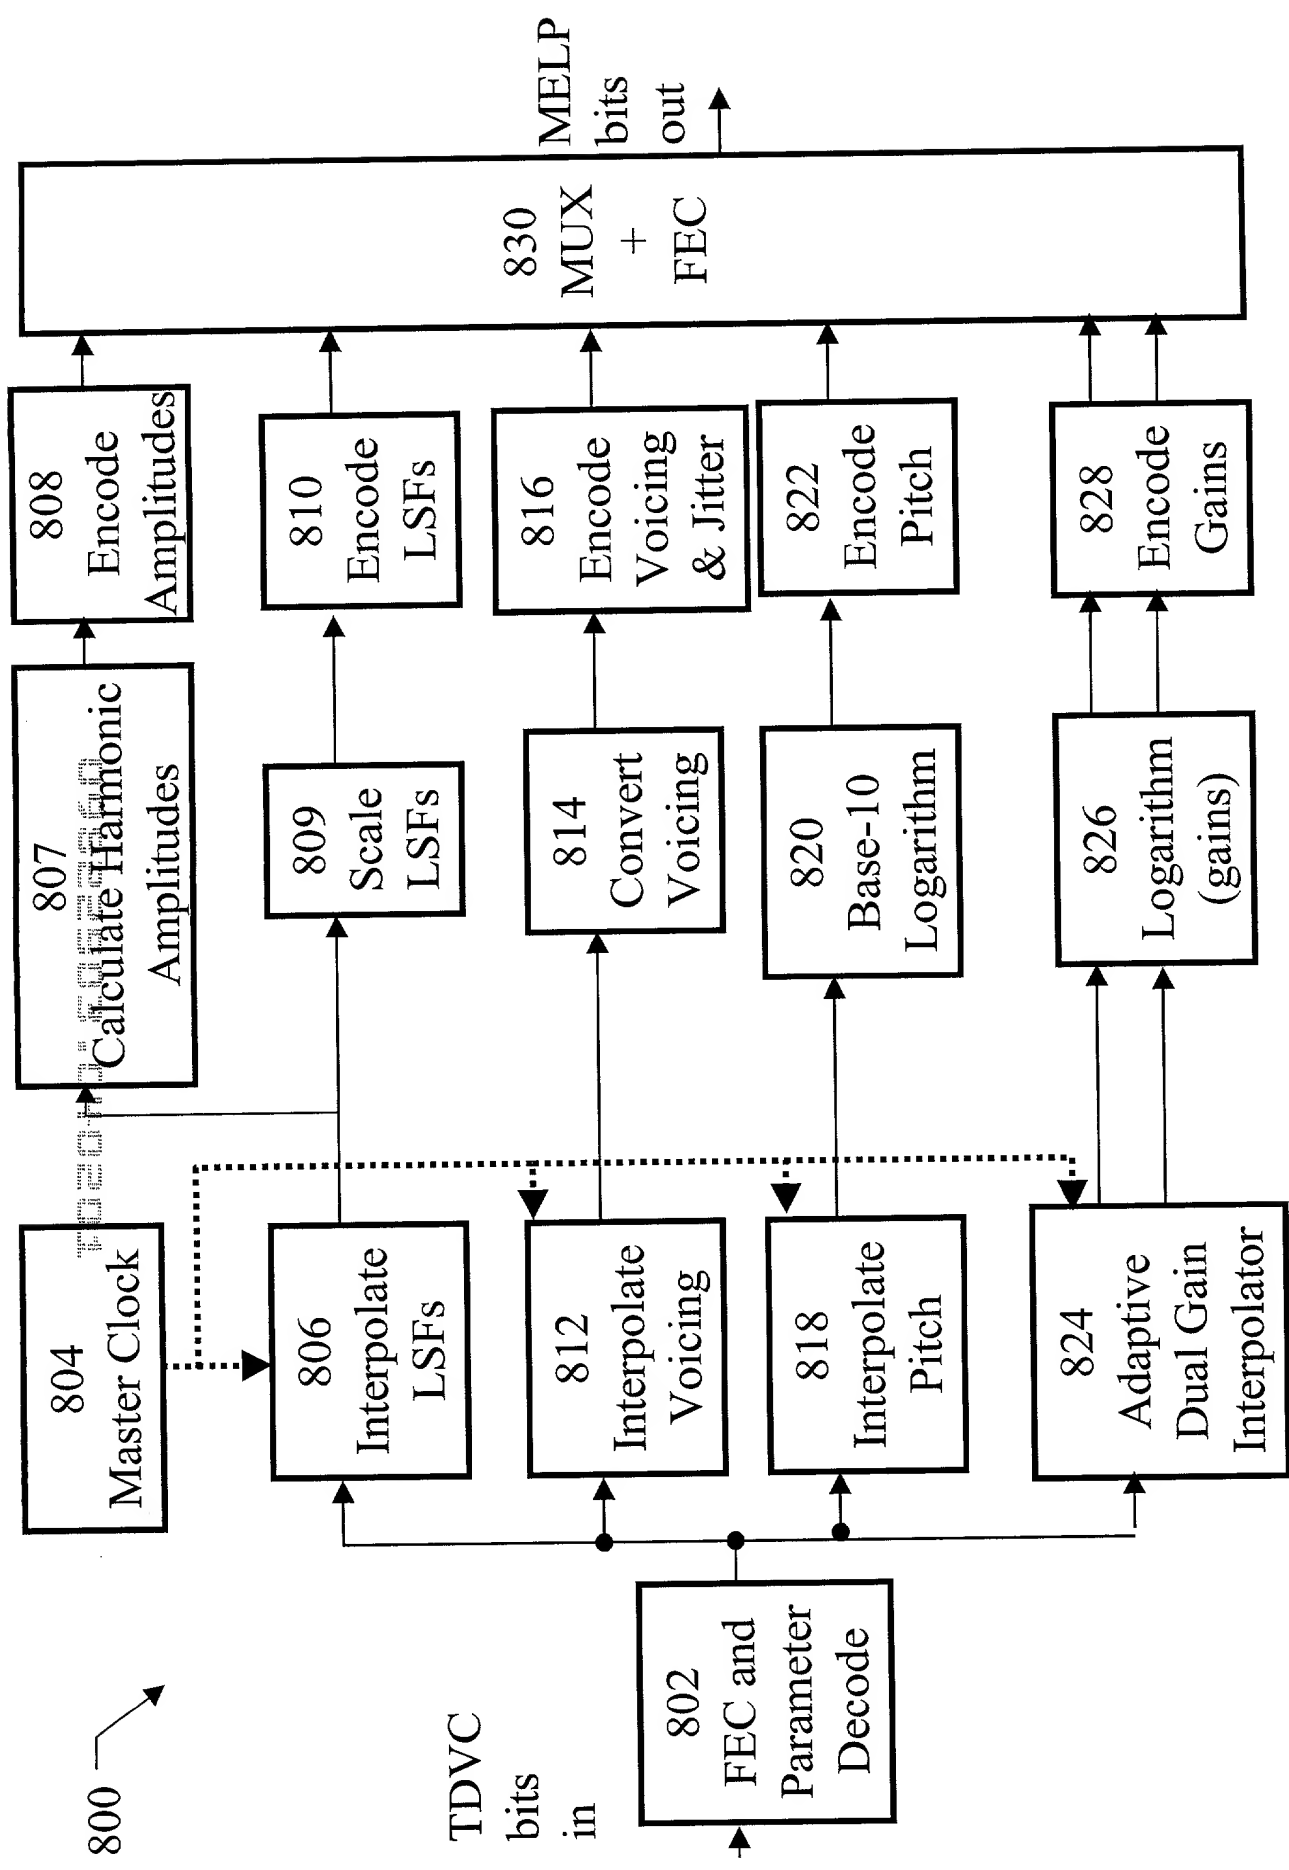 800
804
Master Clock
807
Calculate Harmonic
Amplitudes
808
Encode
Amplitudes
806
Interpolate
LSFs
809
Scale
LSFs
810
Encode
LSFs
TDVC
bits
in
802
FEC and
Parameter
Decode
812
Interpolate
Voicing
814
Convert
Voicing
816
Encode
Voicing
& Jitter
830
MUX
+
FEC
MELP
bits
out
818
Interpolate
Pitch
820
Base-10
Logarithm
822
Encode
Pitch
824
Adaptive
Dual Gain
Interpolator
826
Logarithm
(gains)
828
Encode
Gains